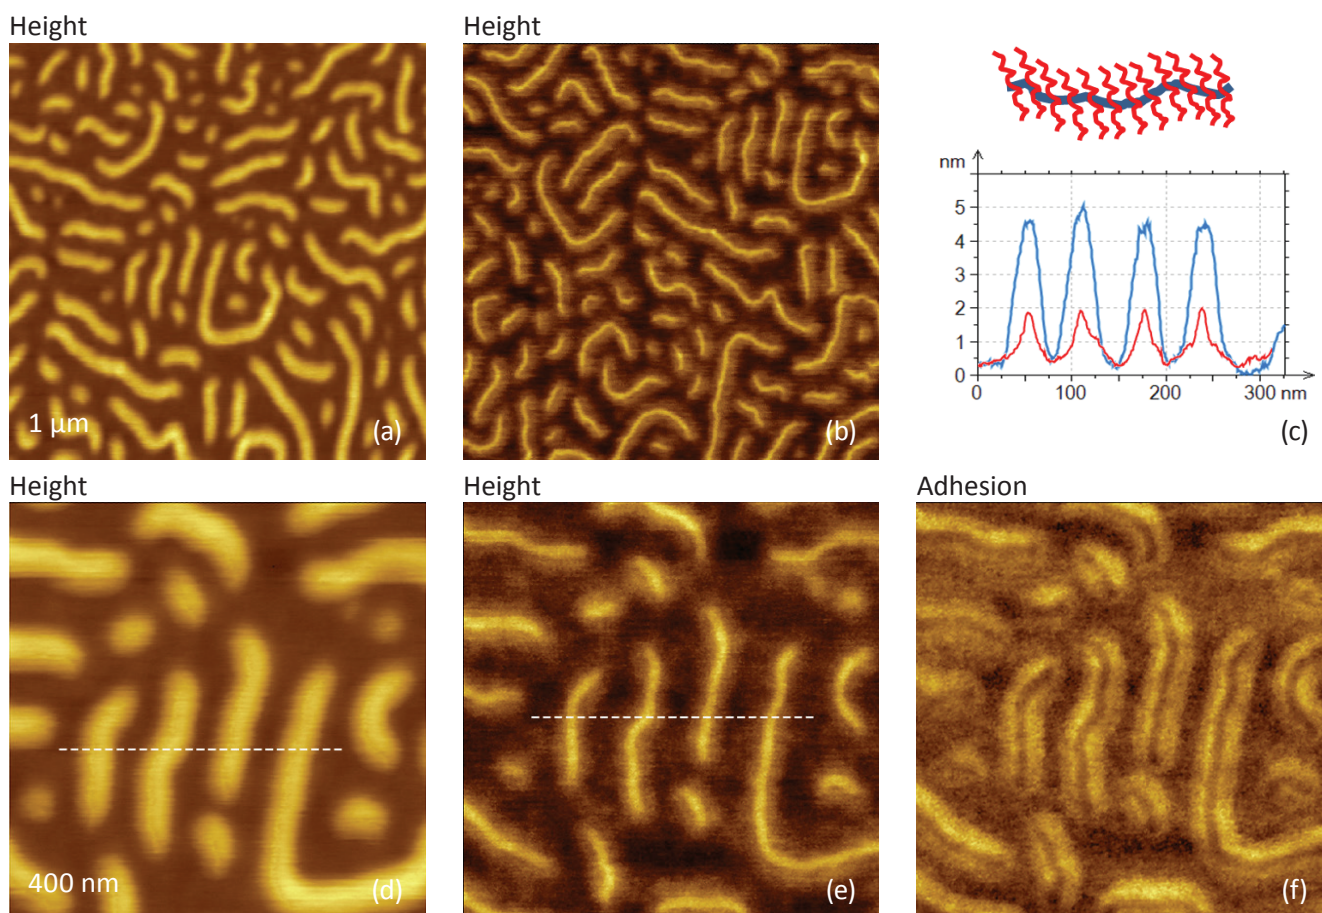 Height
Height
1 µm
(a)
(b)
nm
5
4
3
2
1
0
0
100
200
300 nm
(c)
Height
Height
Adhesion
400 nm
(d)
(e)
(f)